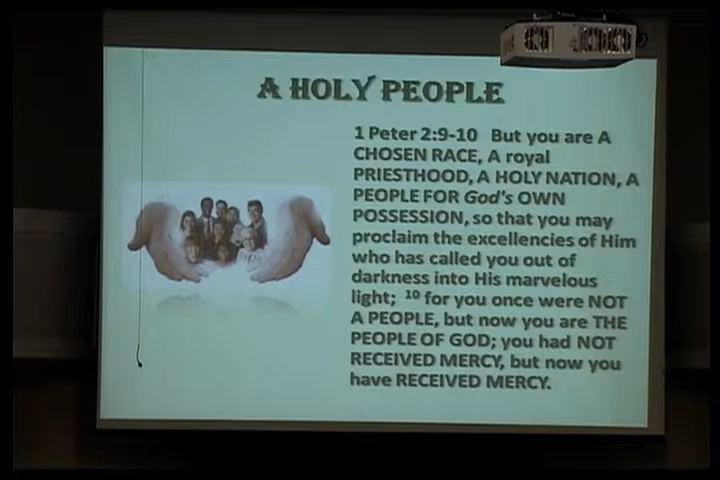 A HOLY PEOPLE
1 Peter 2:9-10 But you are A
CHOSEN RACE, A royal
PRIESTHOOD, A HOLY NATION, A
PEOPLE FOR God's OWN
POSSESSION, so that you may
proclaim the excellencies of Him
who has called you out of
darkness into His marvelous
light; 10 for you once were NOT
A PEOPLE, but now you are THE
PEOPLE OF GOD; you had NOT
RECEIVED MERCY, but now you
have RECEIVED MERCY.